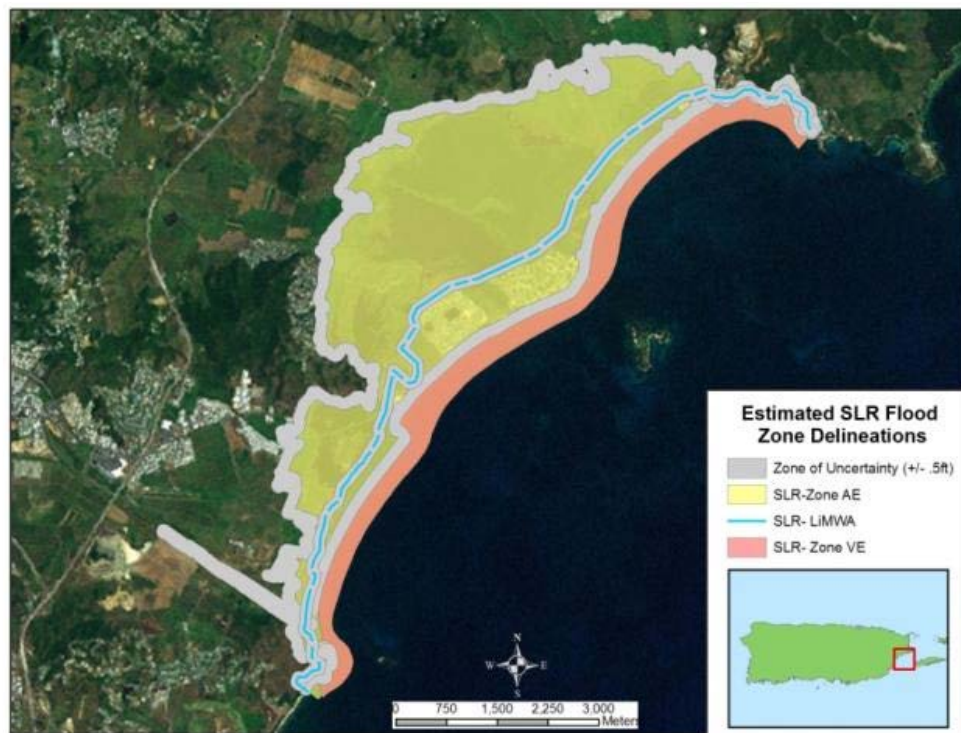 Estimated SLR Flood
Zone Delineations
Zone of Uncertainty (+/- .5ft)
SLR-Zone AE
SLR- LiMWA
SLR- Zone VE
N
W E
S
0 750 1,500 2,250 3,000
Meters